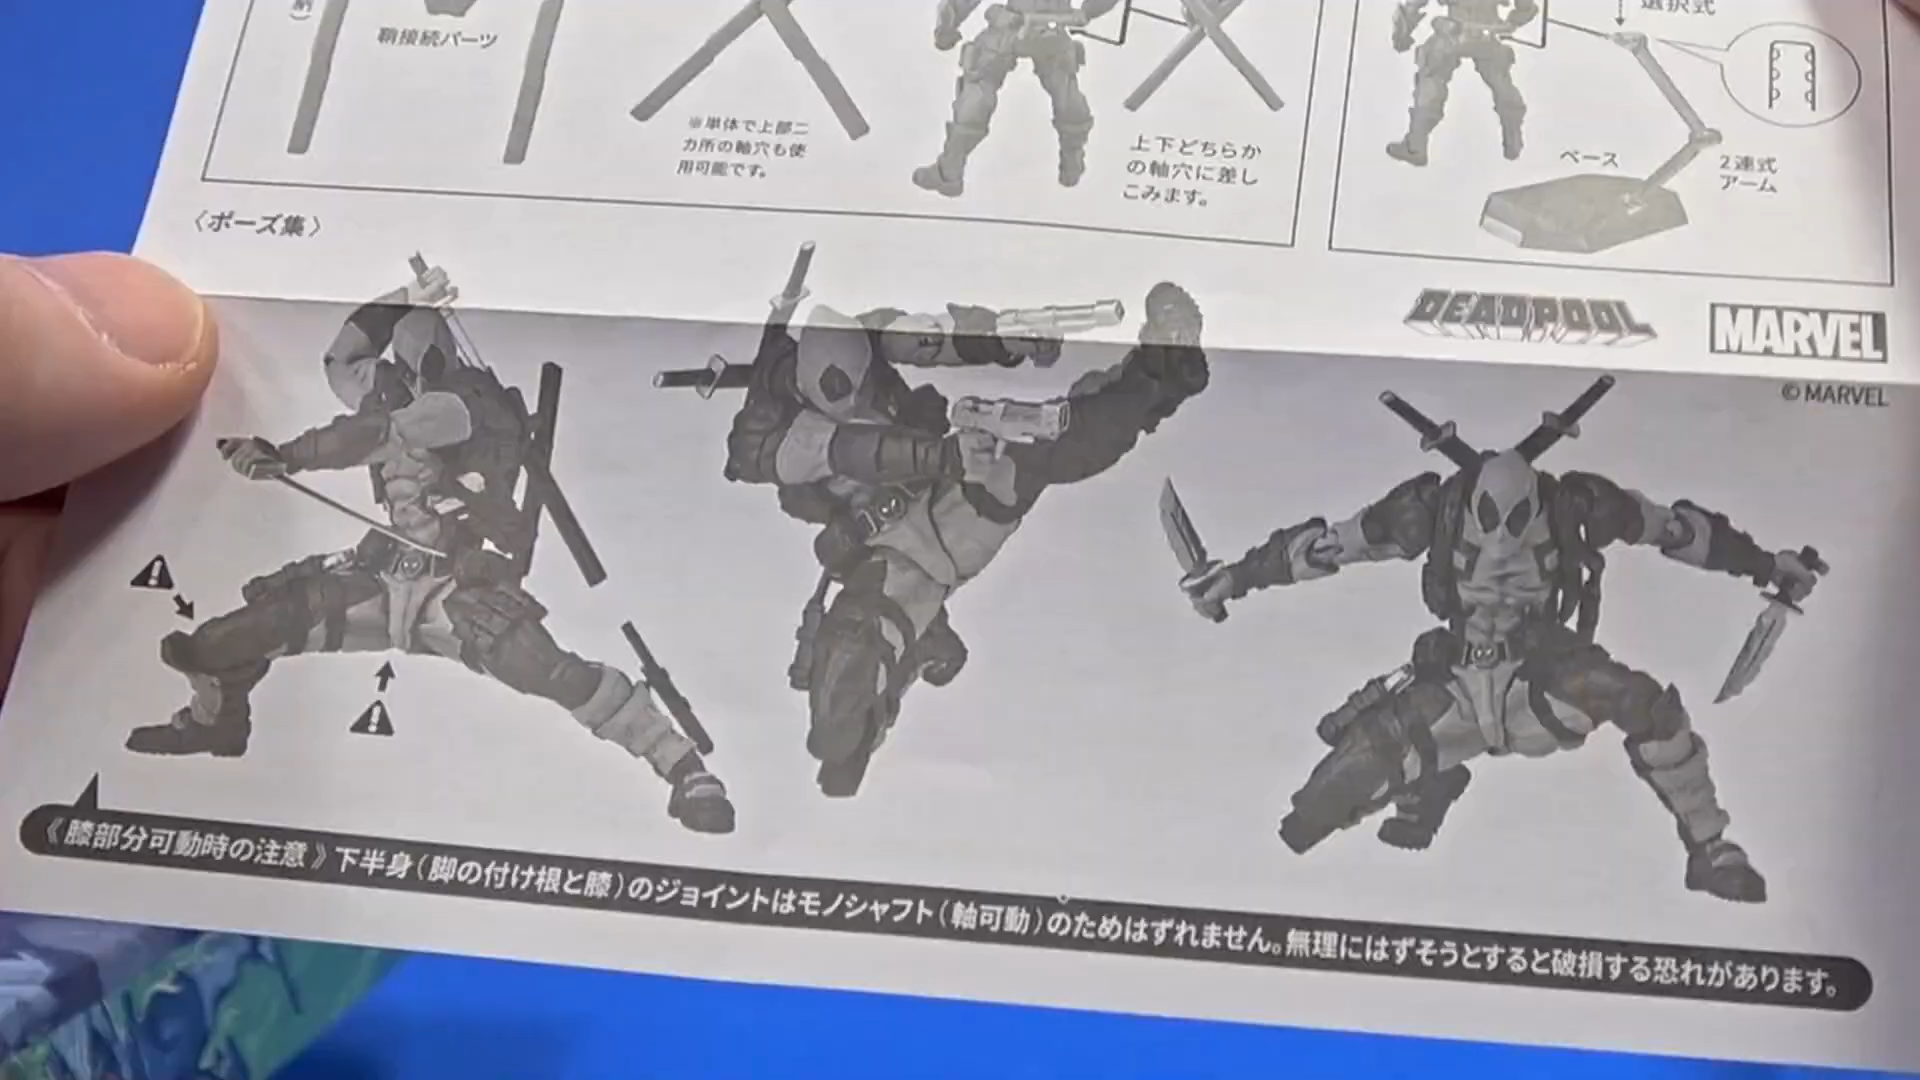 鞘接続パーツ
※単体で上部二
カ所の軸穴も使
用可能です。
上下どちらか
の軸穴に差し
こみます。
選択式
ベース
2連式
アーム
〈ポーズ集〉
DEADPOOL
MARVEL
© MARVEL
《膝部分可動時の注意》下半身(脚の付け根と膝)のジョイントはモノシャフト(軸可動)のためはずれません。無理にはずそうとすると破損する恐れがあります。